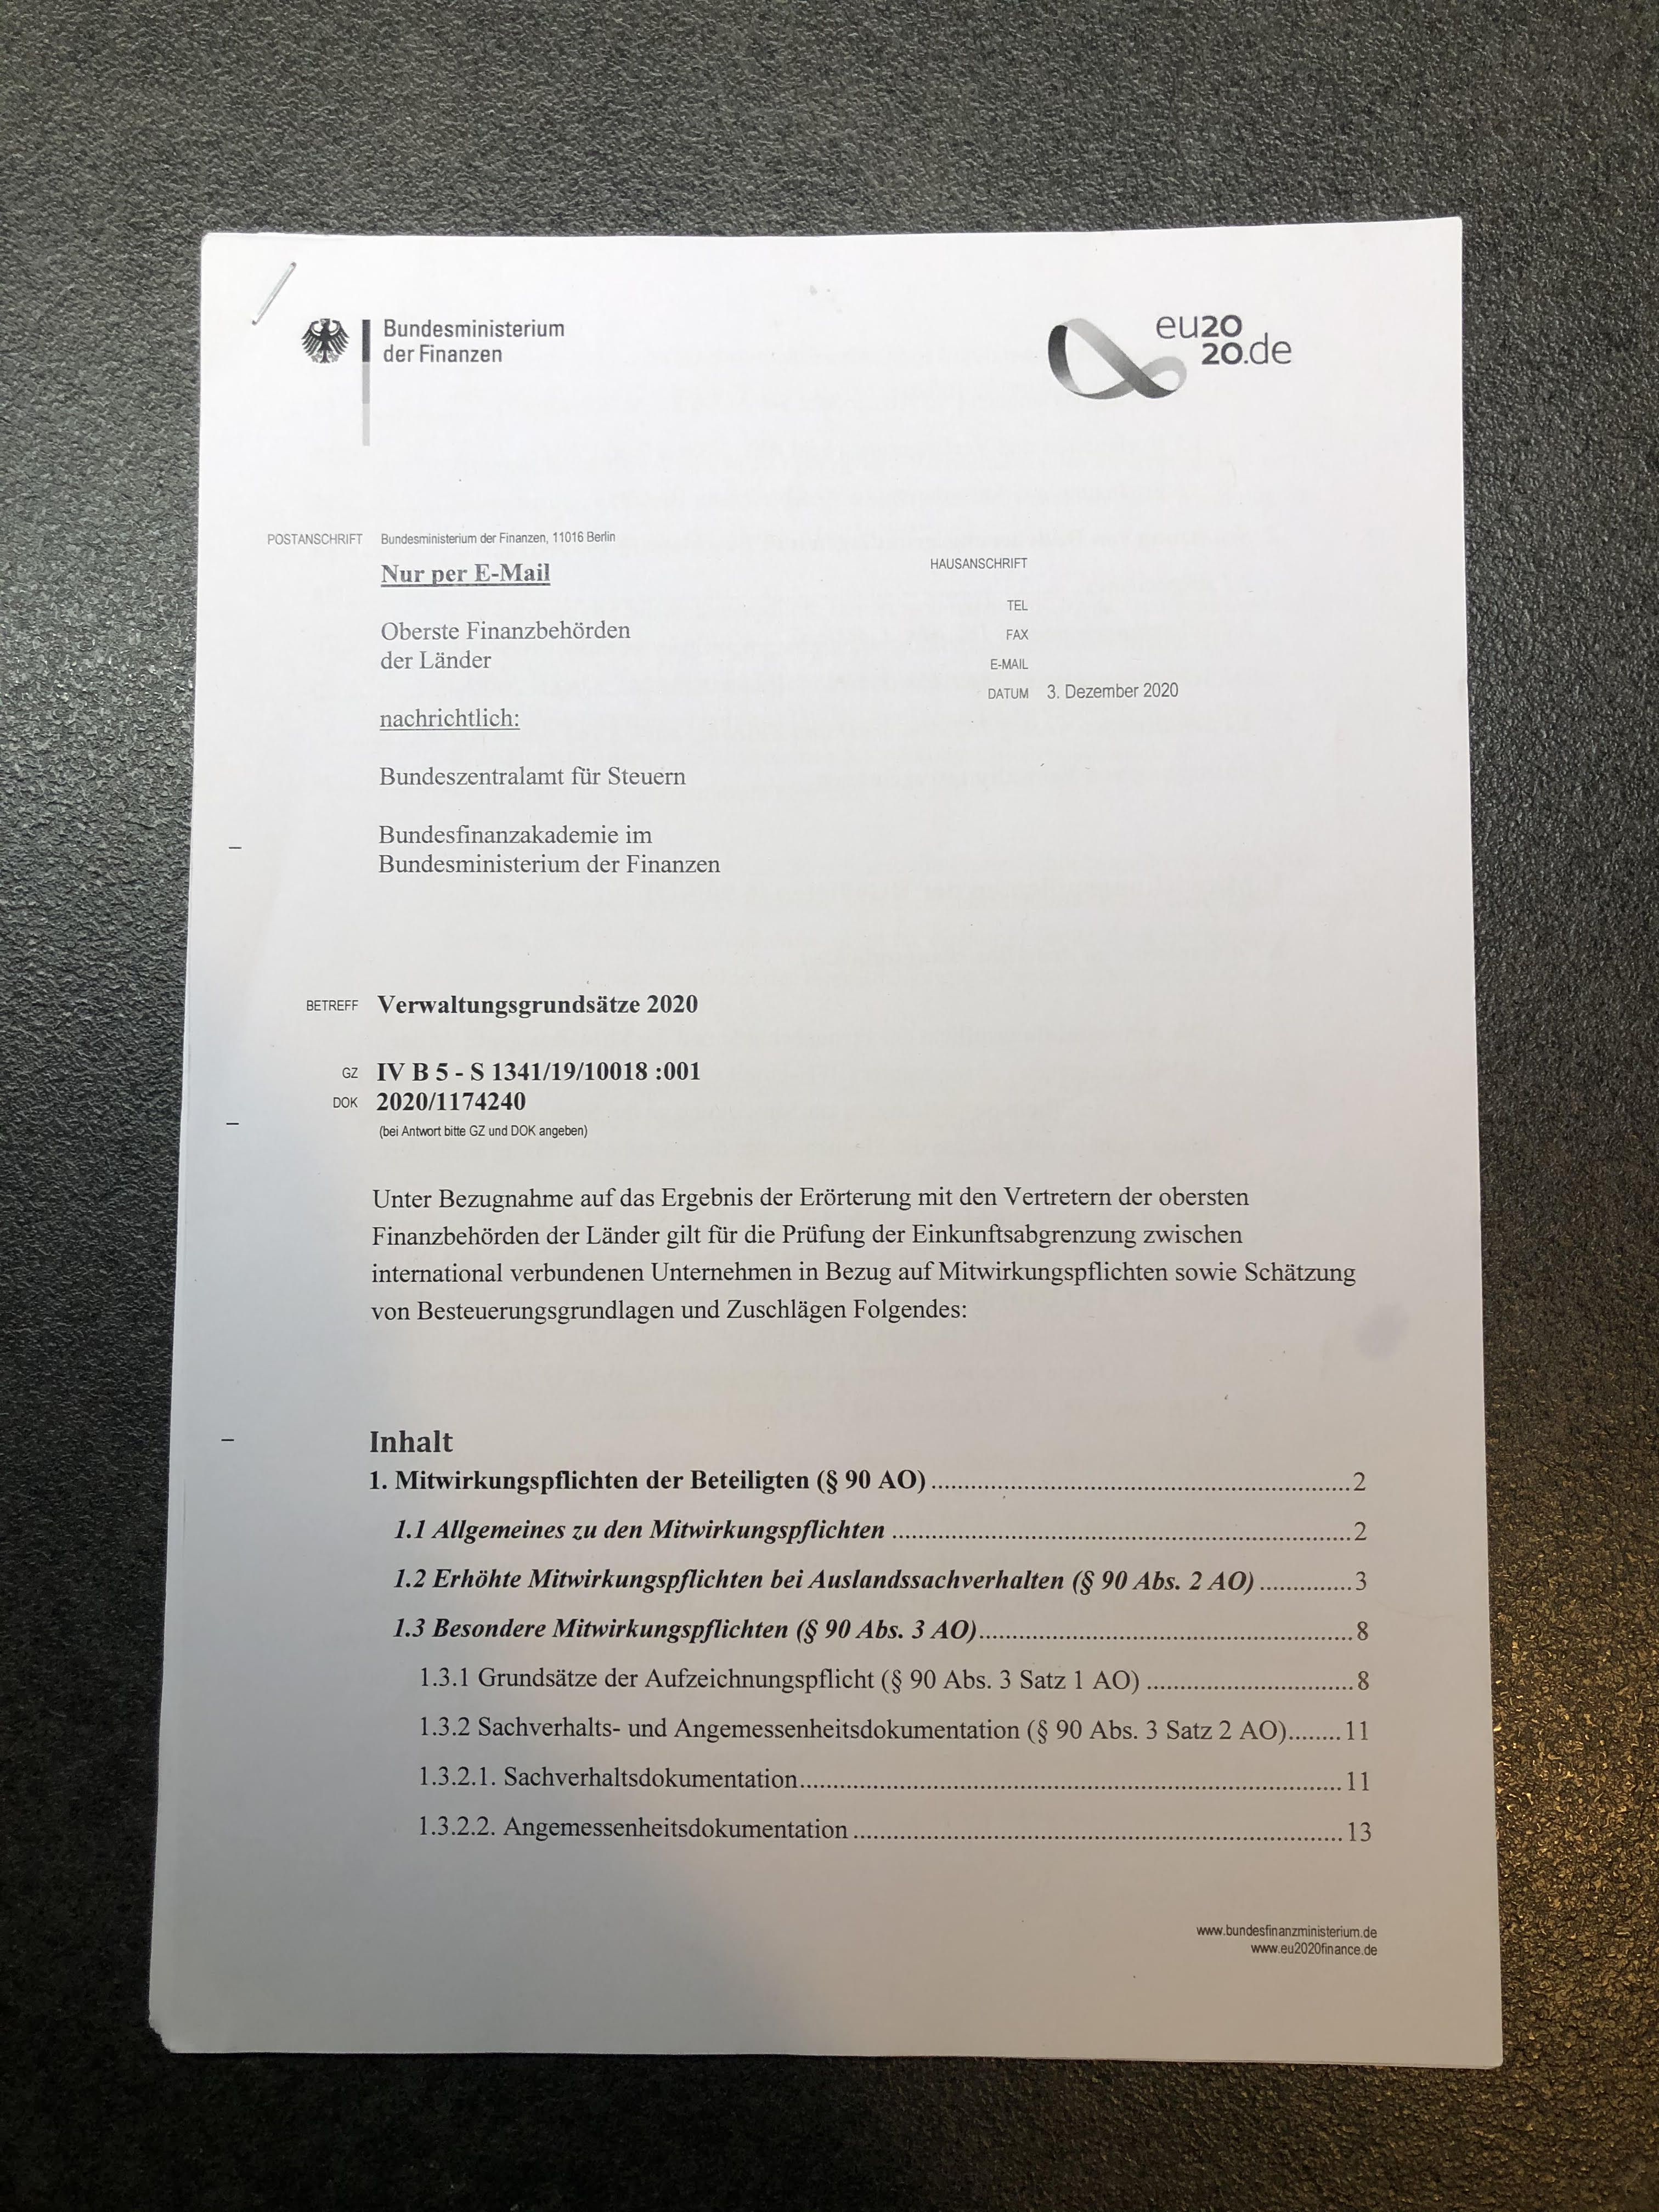 Bundesministerium
der Finanzen
eu20
20.de
POSTANSCHRIFT Bundesministerium der Finanzen, 11016 Berlin
Nur per E-Mail
Oberste Finanzbehörden
der Länder
nachrichtlich:
Bundeszentralamt für Steuern
Bundesfinanzakademie im
Bundesministerium der Finanzen
HAUSANSCHRIFT
TEL
FAX
E-MAIL
DATUM 3. Dezember 2020
BETREFF Verwaltungsgrundsätze 2020
GZ IV B 5 - S 1341/19/10018 :001
DOK 2020/1174240
(bei Antwort bitte GZ und DOK angeben)
Unter Bezugnahme auf das Ergebnis der Erörterung mit den Vertretern der obersten
Finanzbehörden der Länder gilt für die Prüfung der Einkunftsabgrenzung zwischen
international verbundenen Unternehmen in Bezug auf Mitwirkungspflichten sowie Schätzung
von Besteuerungsgrundlagen und Zuschlägen Folgendes:
Inhalt
1. Mitwirkungspflichten der Beteiligten (§ 90 AO) ........ 2
1.1 Allgemeines zu den Mitwirkungspflichten ........ 2
1.2 Erhöhte Mitwirkungspflichten bei Auslandssachverhalten (§ 90 Abs. 2 AO) ........ 3
1.3 Besondere Mitwirkungspflichten (§ 90 Abs. 3 AO) ........ 8
1.3.1 Grundsätze der Aufzeichnungspflicht (§ 90 Abs. 3 Satz 1 AO) ........ 8
1.3.2 Sachverhalts- und Angemessenheitsdokumentation (§ 90 Abs. 3 Satz 2 AO)........ 11
1.3.2.1. Sachverhaltsdokumentation ........ 11
1.3.2.2. Angemessenheitsdokumentation ........ 13
www.bundesfinanzministerium.de
www.eu2020finance.de